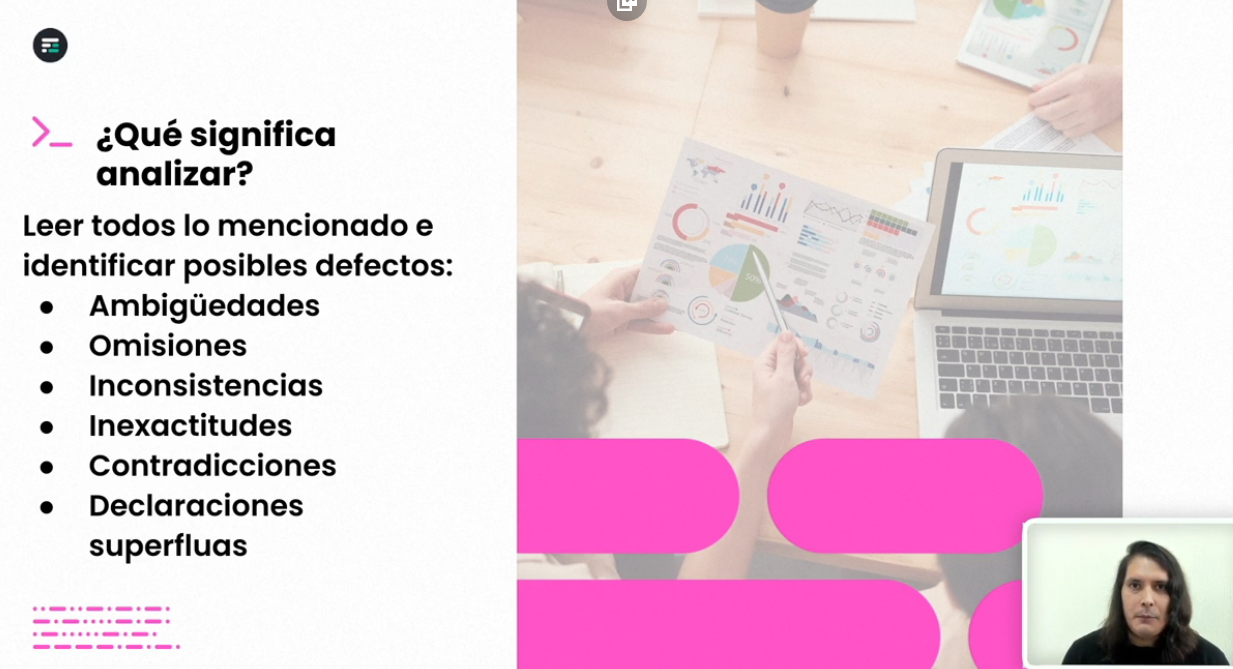 ¿Qué significa
analizar?
Leer todos lo mencionado e
identificar posibles defectos:
● Ambigüedades
● Omisiones
● Inconsistencias
● Inexactitudes
● Contradicciones
● Declaraciones
superfluas